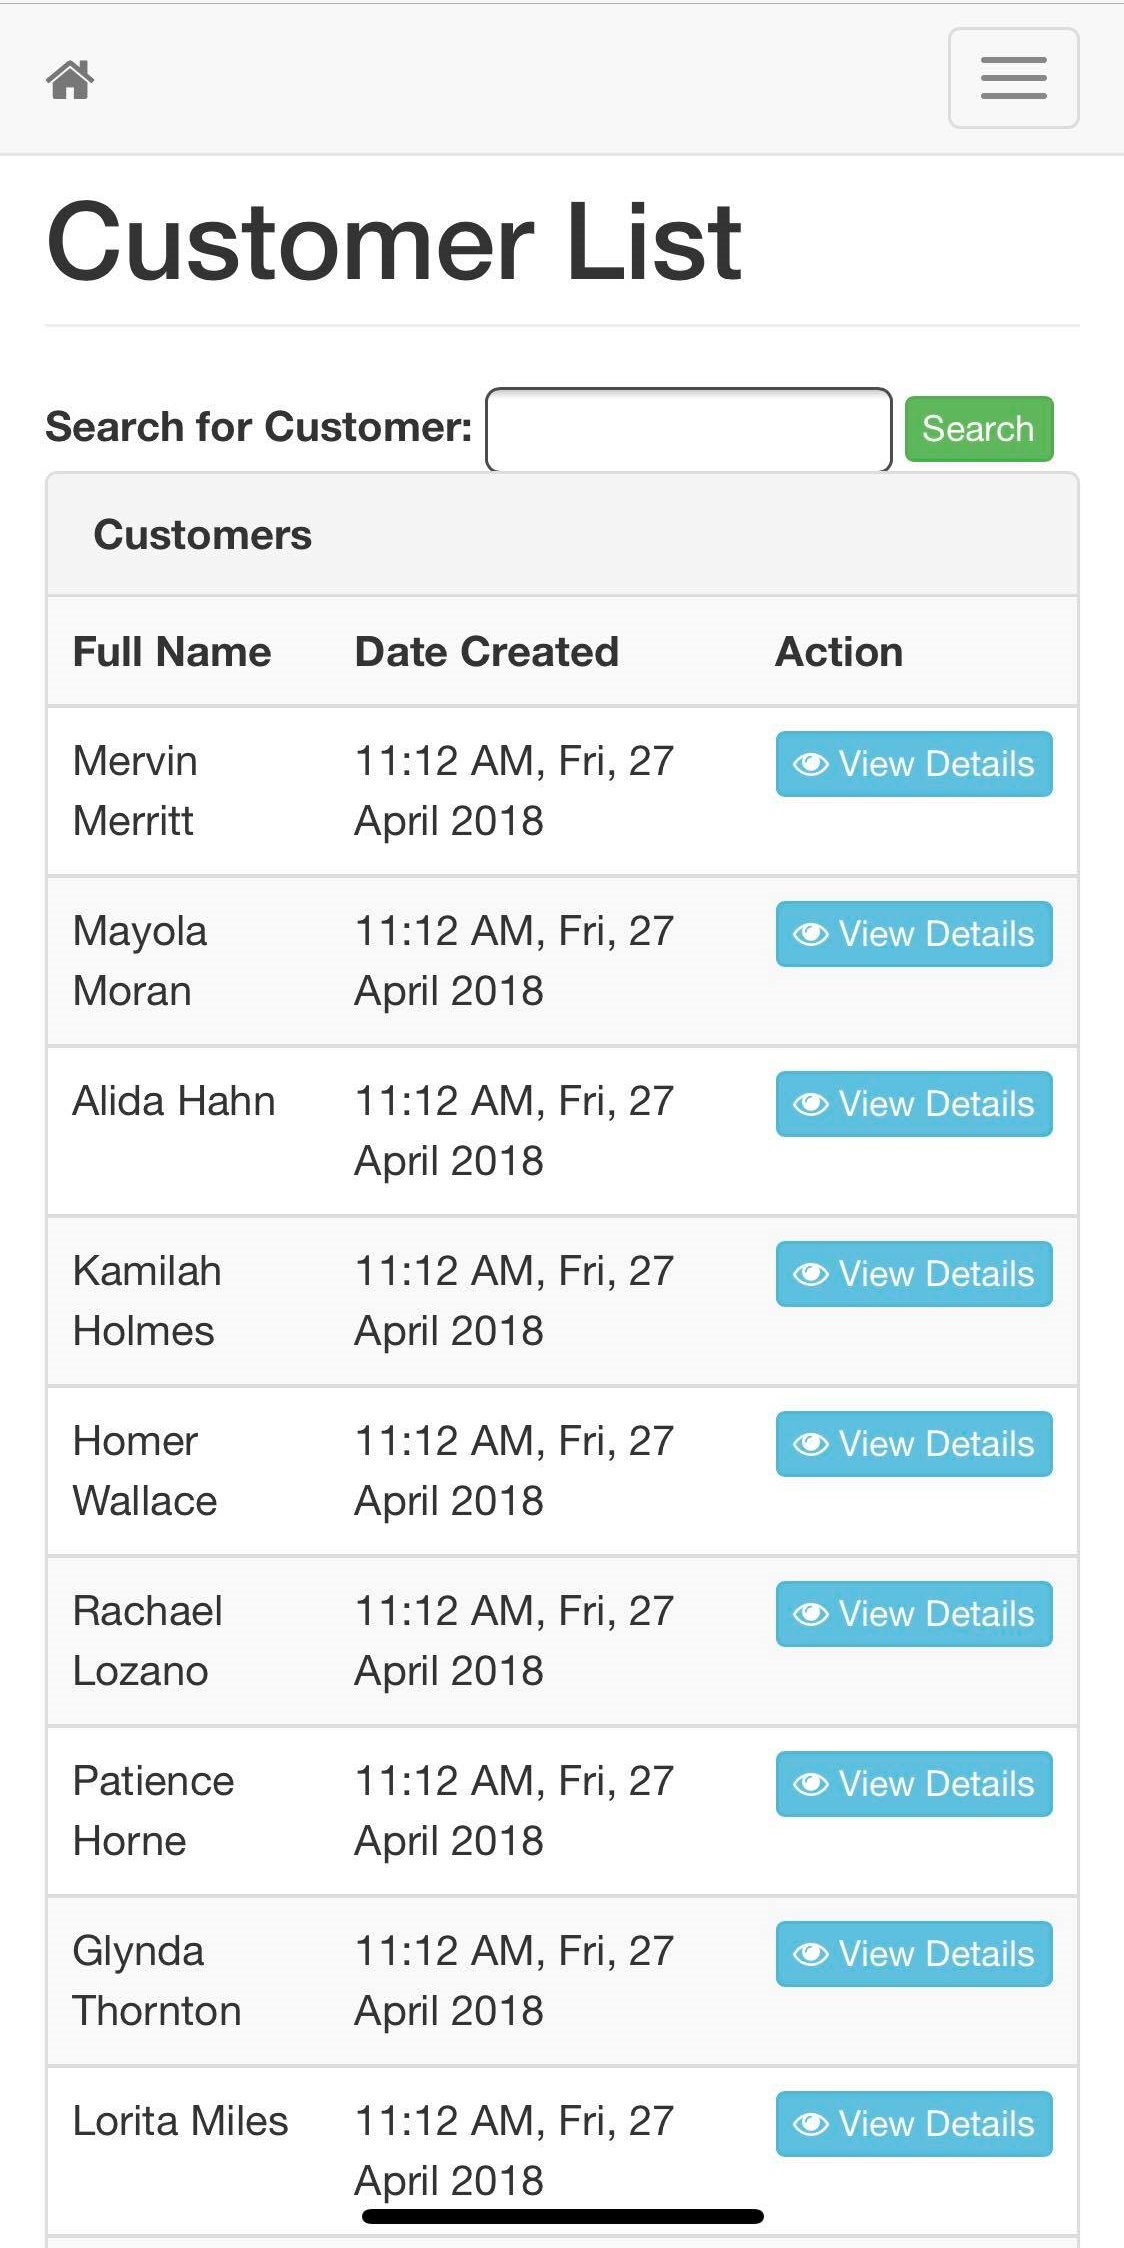 Customer List
Search for Customer:
Search
Customers
Full Name Date Created Action
Mervin Merritt 11:12 AM, Fri, 27 April 2018 View Details
Mayola Moran 11:12 AM, Fri, 27 April 2018 View Details
Alida Hahn 11:12 AM, Fri, 27 April 2018 View Details
Kamilah Holmes 11:12 AM, Fri, 27 April 2018 View Details
Homer Wallace 11:12 AM, Fri, 27 April 2018 View Details
Rachael Lozano 11:12 AM, Fri, 27 April 2018 View Details
Patience Horne 11:12 AM, Fri, 27 April 2018 View Details
Glynda Thornton 11:12 AM, Fri, 27 April 2018 View Details
Lorita Miles 11:12 AM, Fri, 27 April 2018 View Details